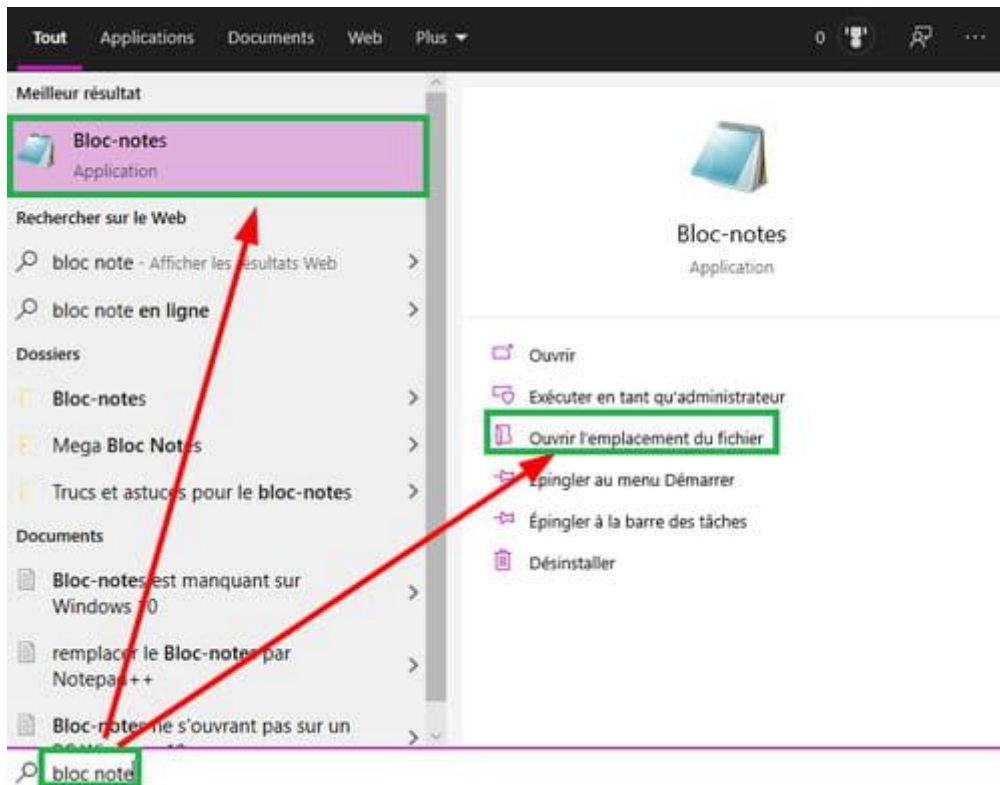 Tout Applications Documents Web Plus 0
Meilleur résultat
Bloc-notes
Application
Rechercher sur le Web
bloc note - Afficher les résultats Web
bloc note en ligne
Dossiers
Bloc-notes
Mega Bloc Notes
Trucs et astuces pour le bloc-notes
Documents
Bloc-notes est manquant sur
Windows 10
remplacer le Bloc-notes par
Notepad++
Bloc-notes ne s'ouvrant pas sur un
bloc note
Bloc-notes
Application
Ouvrir
Exécuter en tant qu'administrateur
Ouvrir l'emplacement du fichier
Épingler au menu Démarrer
Épingler à la barre des tâches
Désinstaller